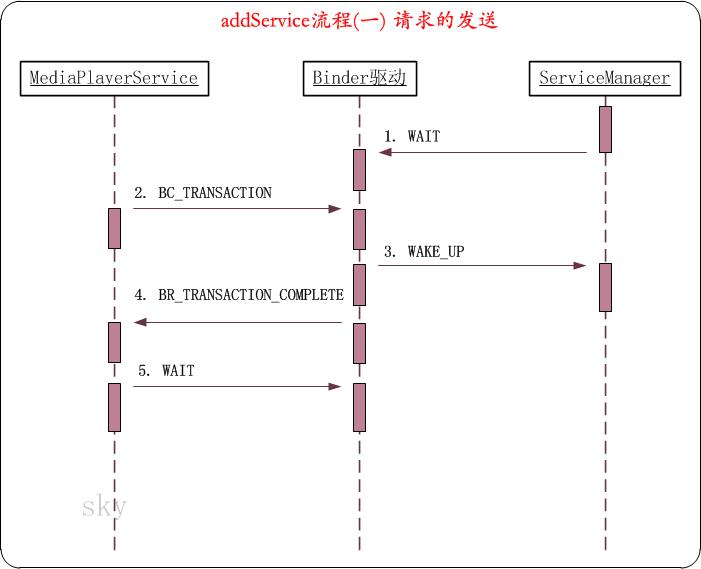 addService流程(一) 请求的发送
MediaPlayerService
Binder驱动
ServiceManager
1. WAIT
2. BC_TRANSACTION
3. WAKE_UP
4. BR_TRANSACTION_COMPLETE
5. WAIT
sky